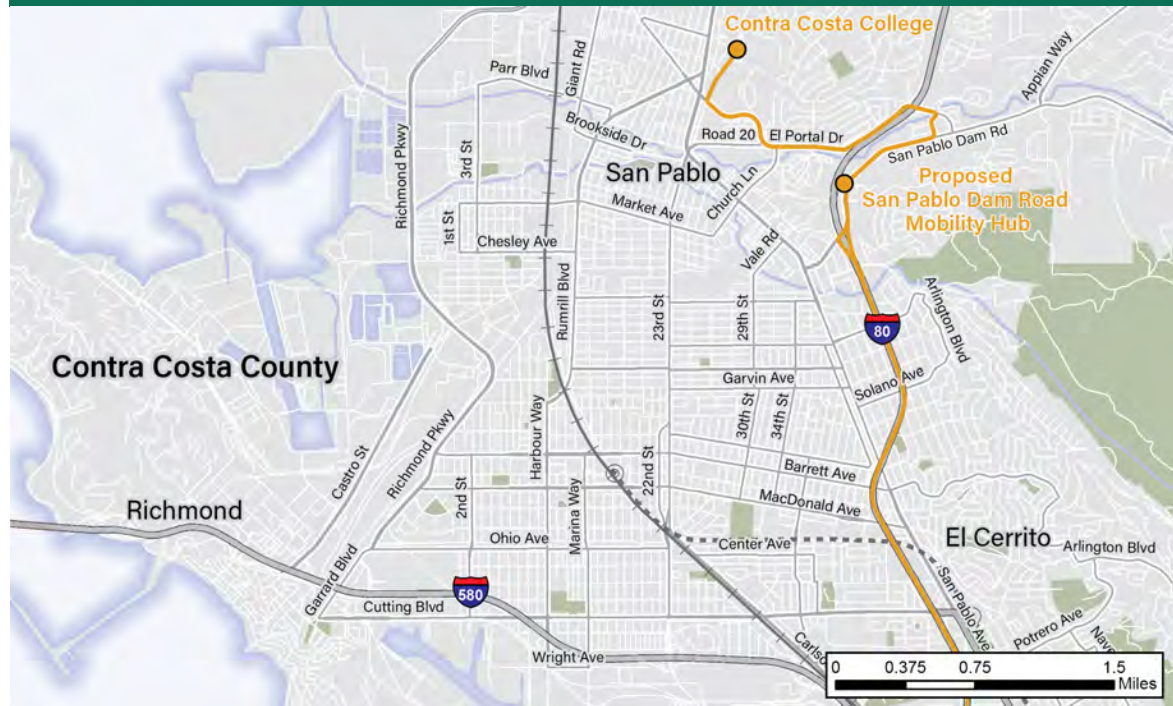 Contra Costa College
Parr Blvd
Giant Rd
Appian Way
Richmond Pkwy
3rd St
Brookside Dr
Road 20
El Portal Dr
San Pablo Dam Rd
San Pablo
Church Ln
Proposed
San Pablo Dam Road
Mobility Hub
1st St
Market Ave
Chesley Ave
Vale Rd
Rumrill Blvd
23rd St
29th St
80
Arlington Blvd
Contra Costa County
Garvin Ave
Solano Ave
30th St
34th St
Richmond Pkwy
Harbour Way
Castro St
22nd St
Barrett Ave
MacDonald Ave
2nd St
Marina Way
Richmond
Ohio Ave
Center Ave
El Cerrito
Arlington Blvd
Garrard Blvd
580
Cutting Blvd
San Pablo Ave
Potrero Ave
Nave
Carlso
Wright Ave
0 0.375 0.75 1.5
Miles